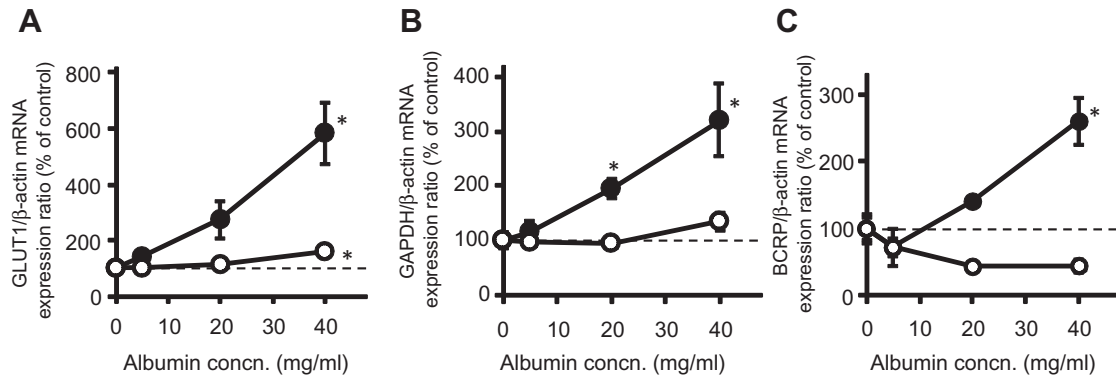 A
GLUT1/β-actin mRNA
expression ratio (% of control)
800
600
400
200
0
0 10 20 30 40
Albumin concn. (mg/ml)
*
*
B
GAPDH/β-actin mRNA
expression ratio (% of control)
400
300
200
100
0
0 10 20 30 40
Albumin concn. (mg/ml)
*
*
C
BCRP/β-actin mRNA
expression ratio (% of control)
300
200
100
0
0 10 20 30 40
Albumin concn. (mg/ml)
*